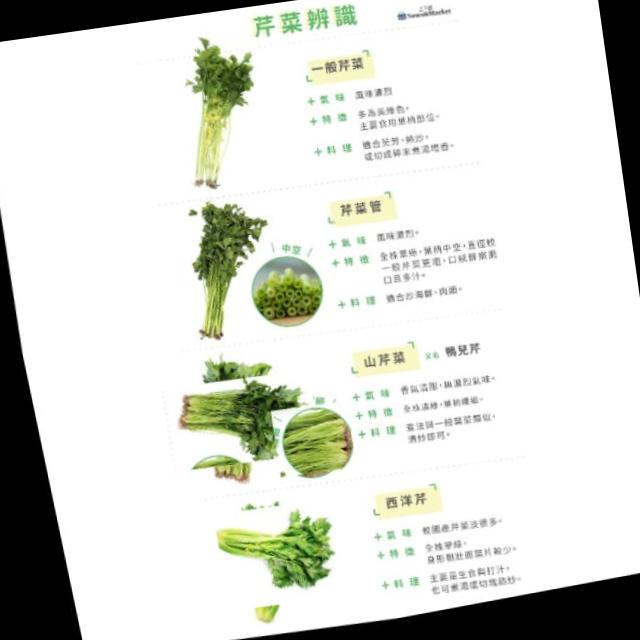 芹菜辨識
一般芹菜
+ 氣味 風味濃烈
+ 特徵 多為黃綠色,
主要食用葉柄部位。
+ 料理 適合芡芳、熱炒,
或切成碎末煮湯增香。
芹菜管
中空
+ 氣味 風味濃烈。
+ 特徵 全株翠綠,葉柄中空,直徑較
一般芹菜更粗,口感鮮嫩脆
口且多汁。
+ 料理 適合炒海鮮、肉類。
山芹菜 又名 鴨兒芹
+ 氣味 香氣清甜,無濃烈氣味。
+ 特徵 全株濃綠,葉柄纖細。
+ 料理 煮法與一般葉菜類似,
清炒即可。
西洋芹
+ 氣味 較國產芹菜淡很多。
+ 特徵 全株翠綠,
身形粗壯厚葉片較少。
+ 料理 主要是生食與打汁,
也可煮湯或切塊熱炒。